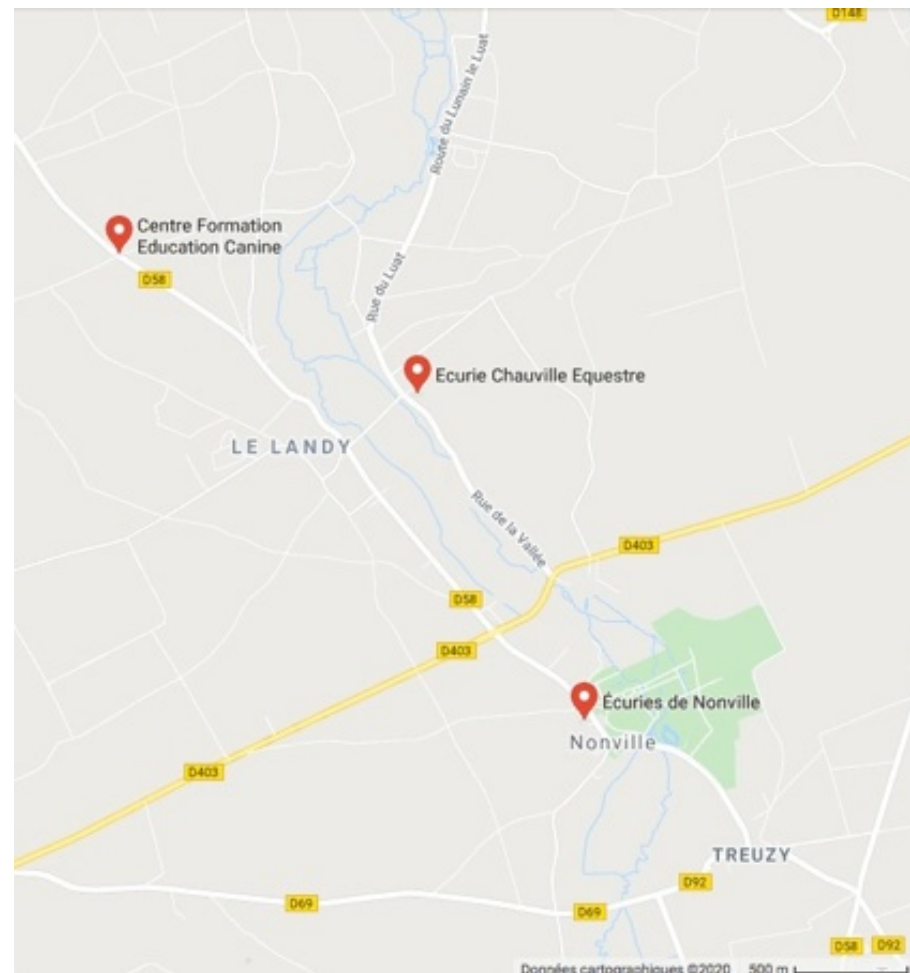 D148
Route du Lunain le Luat
Centre Formation
Education Canine
D58
Rue du Luat
Ecurie Chauville Equestre
LE LANDY
Rue de la Vallée
D403
D58
D403
Écuries de Nonville
Nonville
D403
TREUZY
D92
D69
D69
D58
D92
Données cartographiques ©2020 500 m